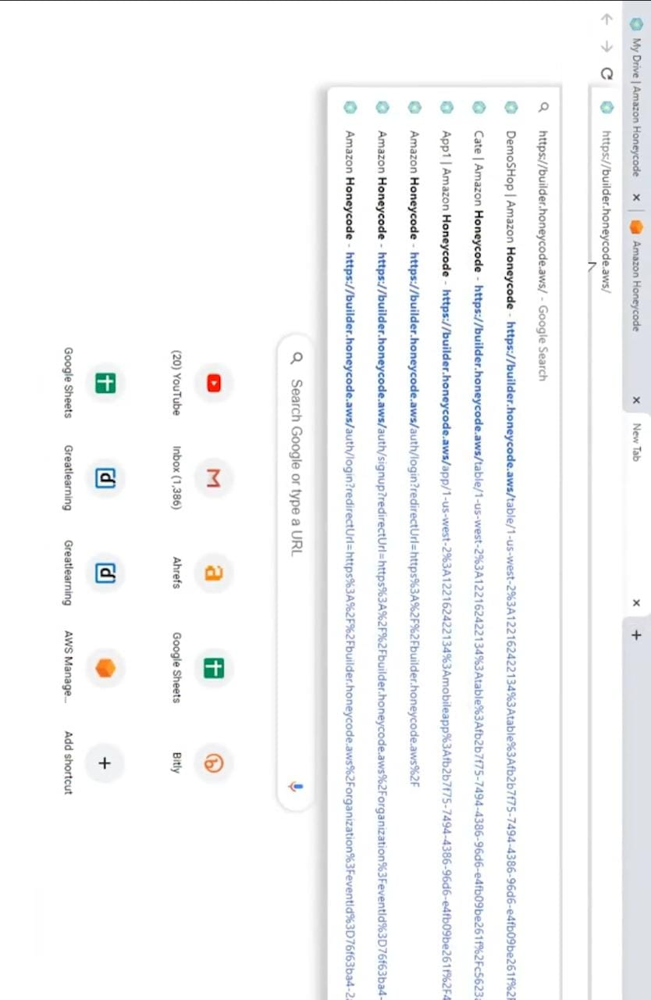 My Drive | Amazon Honeycode
Amazon Honeycode
New Tab
https://builder.honeycode.aws/
https://builder.honeycode.aws/ - Google Search
DemoSHop | Amazon Honeycode - https://builder.honeycode.aws/table/1-us-west-2%3A122162422134%3Atable%3Afb2b7f75-7494-4386-96d6-e4fb09be261f%2
Cate | Amazon Honeycode - https://builder.honeycode.aws/table/1-us-west-2%3A122162422134%3Atable%3Afb2b7f75-7494-4386-96d6-e4fb09be261f%2Fc5623
App1 | Amazon Honeycode - https://builder.honeycode.aws/app/1-us-west-2%3A122162422134%3Amobileapp%3Afb2b7f75-7494-4386-96d6-e4fb09be261f%2F4
Amazon Honeycode - https://builder.honeycode.aws/auth/login?redirectUrl=https%3A%2F%2Fbuilder.honeycode.aws%2F
Amazon Honeycode - https://builder.honeycode.aws/auth/signup?redirectUrl=https%3A%2F%2Fbuilder.honeycode.aws%2Forganization%3FeventId%3D76f63ba4-
Amazon Honeycode - https://builder.honeycode.aws/auth/login?redirectUrl=https%3A%2F%2Fbuilder.honeycode.aws%2Forganization%3FeventId%3D76f63ba4-2
Search Google or type a URL
(20) YouTube
Inbox (1,386)
Ahrefs
Google Sheets
Bitly
Google Sheets
Greatlearning
Greatlearning
AWS Manage...
Add shortcut